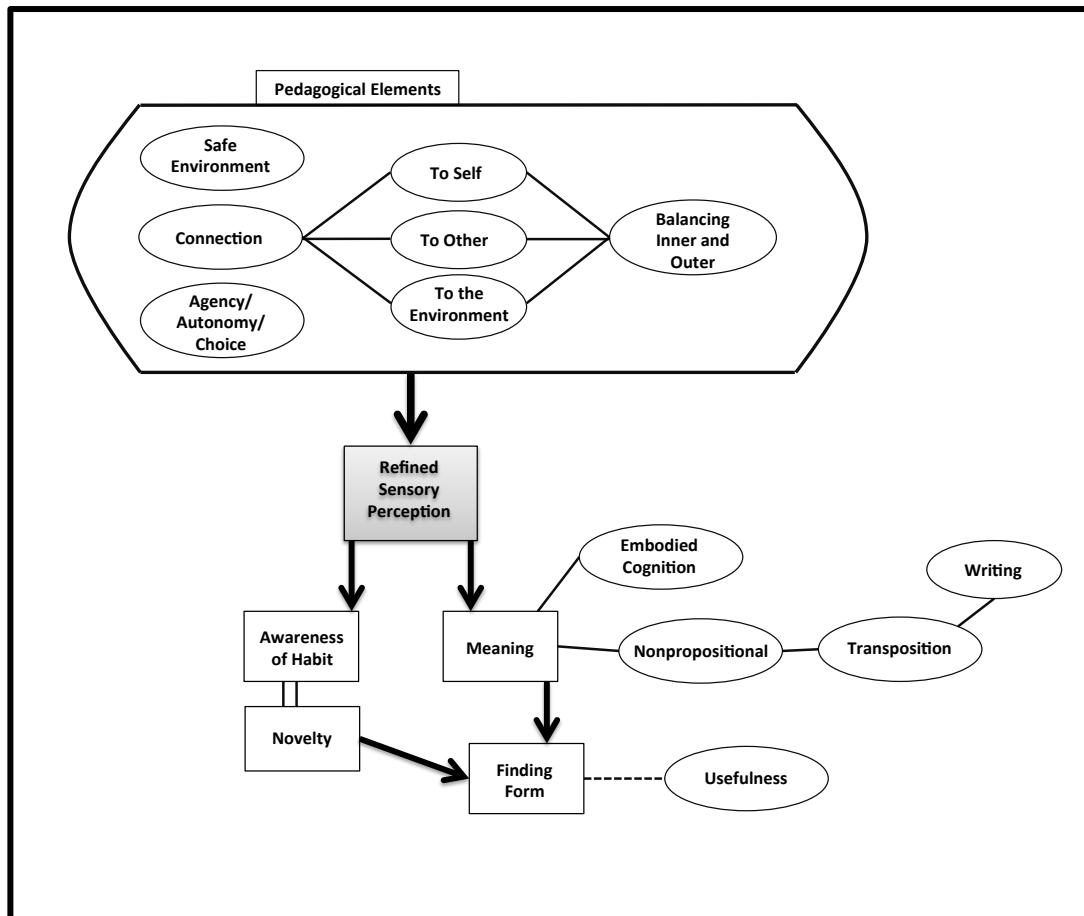 Pedagogical Elements
Safe
Environment
To Self
Connection
To Other
Balancing
Inner and
Outer
To the
Environment
Agency/
Autonomy/
Choice
Refined
Sensory
Perception
Embodied
Cognition
Writing
Awareness
of Habit
Meaning
Nonpropositional
Transposition
Novelty
Finding
Form
Usefulness